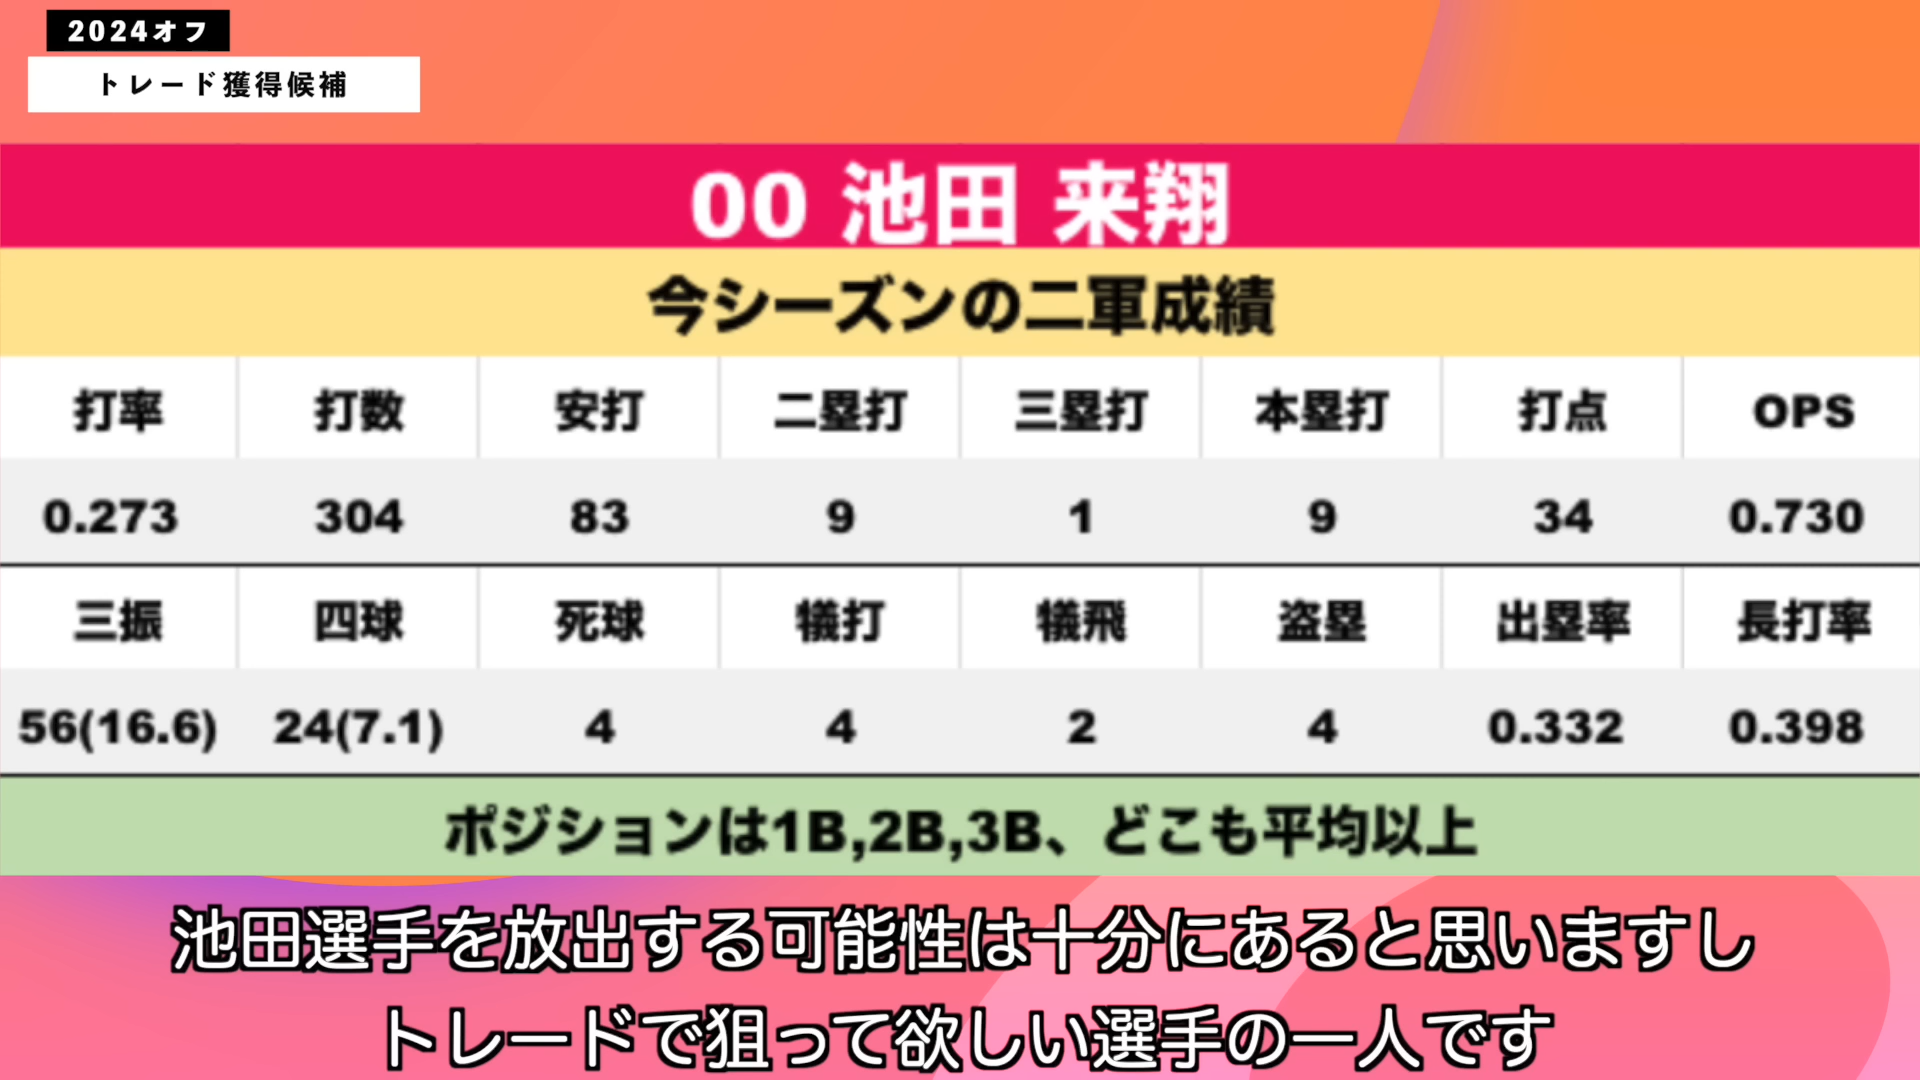 2024オフ
トレード獲得候補
00 池田 来翔
今シーズンの二軍成績
打率 打数 安打 二塁打 三塁打 本塁打 打点 OPS
0.273 304 83 9 1 9 34 0.730
三振 四球 死球 犠打 犠飛 盗塁 出塁率 長打率
56(16.6) 24(7.1) 4 4 2 4 0.332 0.398
ポジションは1B,2B,3B、どこも平均以上
池田選手を放出する可能性は十分にあると思いますし
トレードで狙って欲しい選手の一人です